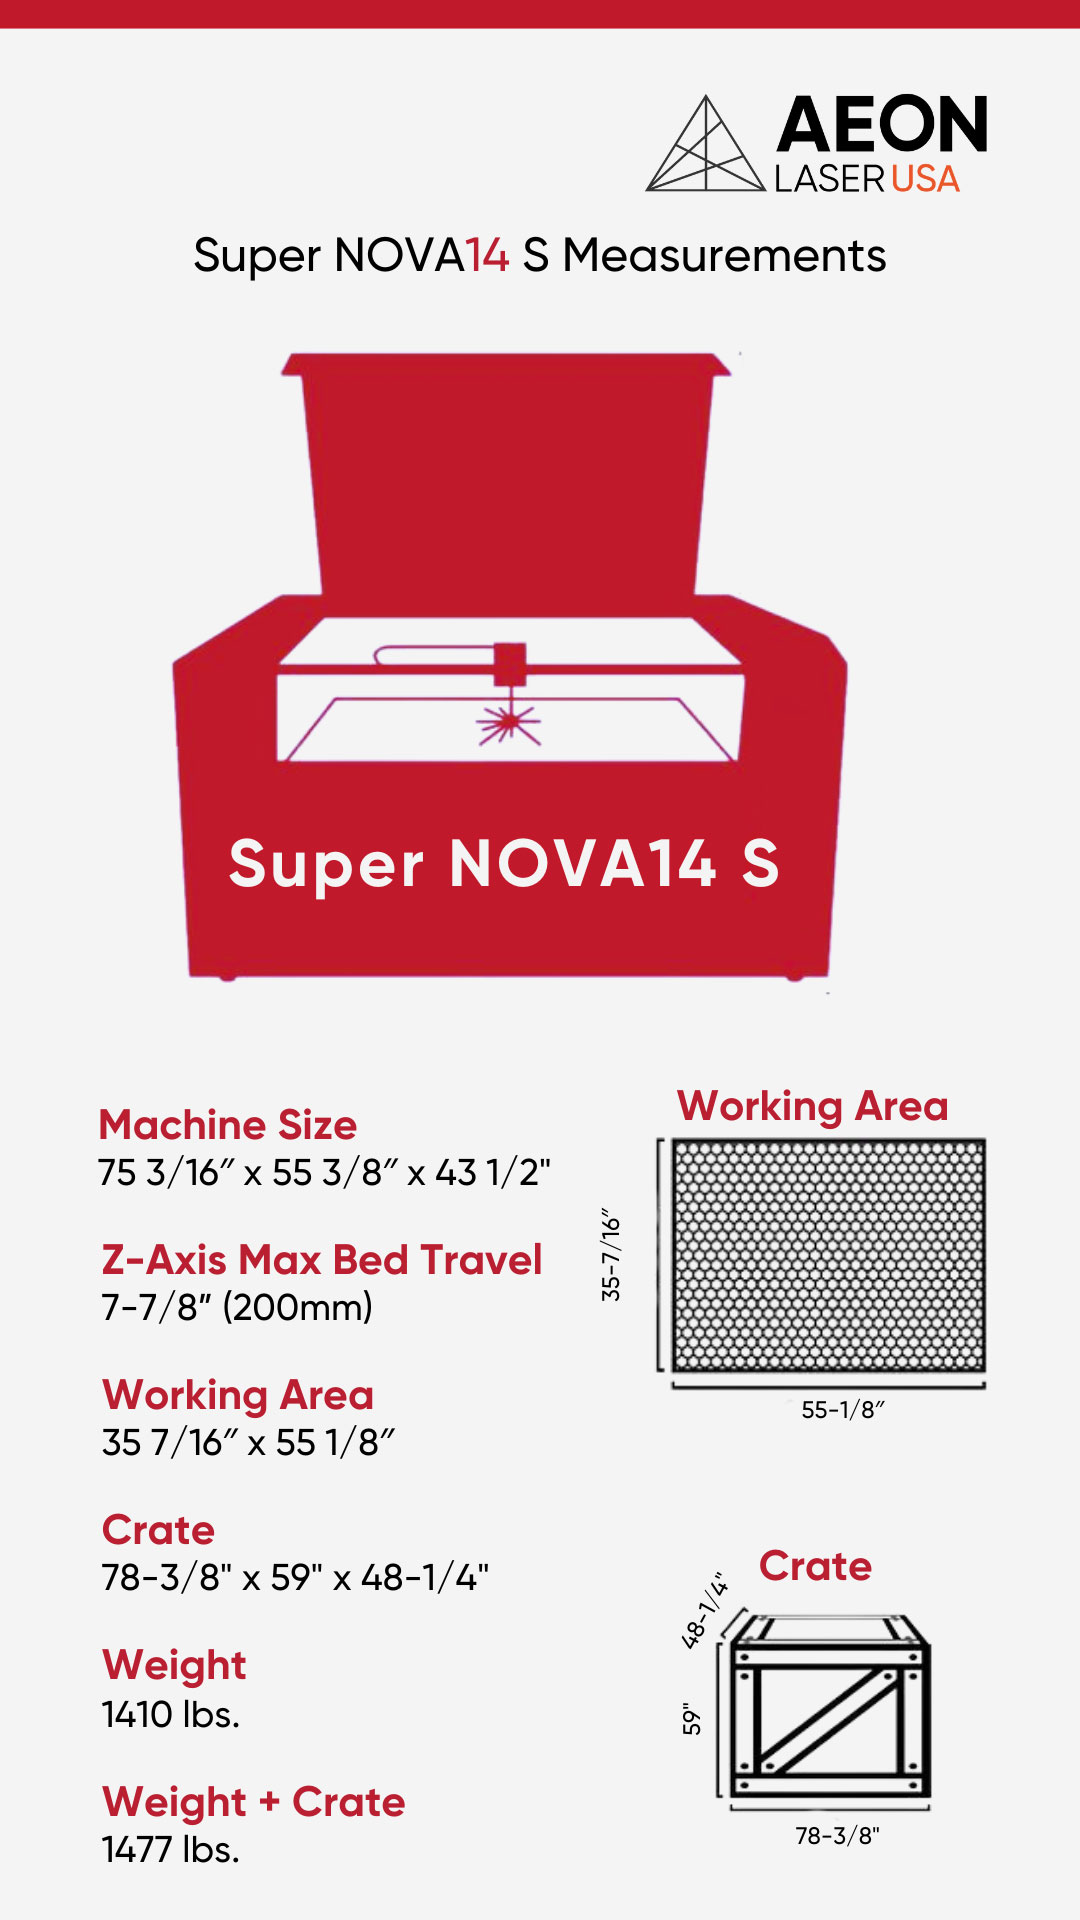 AEON
LASER USA
Super NOVA14 S Measurements
Super NOVA14 S
Machine Size
75 3/16″ x 55 3/8″ x 43 1/2"
Z-Axis Max Bed Travel
7-7/8” (200mm)
Working Area
35 7/16″ x 55 1/8″
Crate
78-3/8" x 59" x 48-1/4"
Weight
1410 lbs.
Weight + Crate
1477 lbs.
Working Area
35-7/16″
55-1/8″
Crate
48-1/4"
59"
78-3/8"